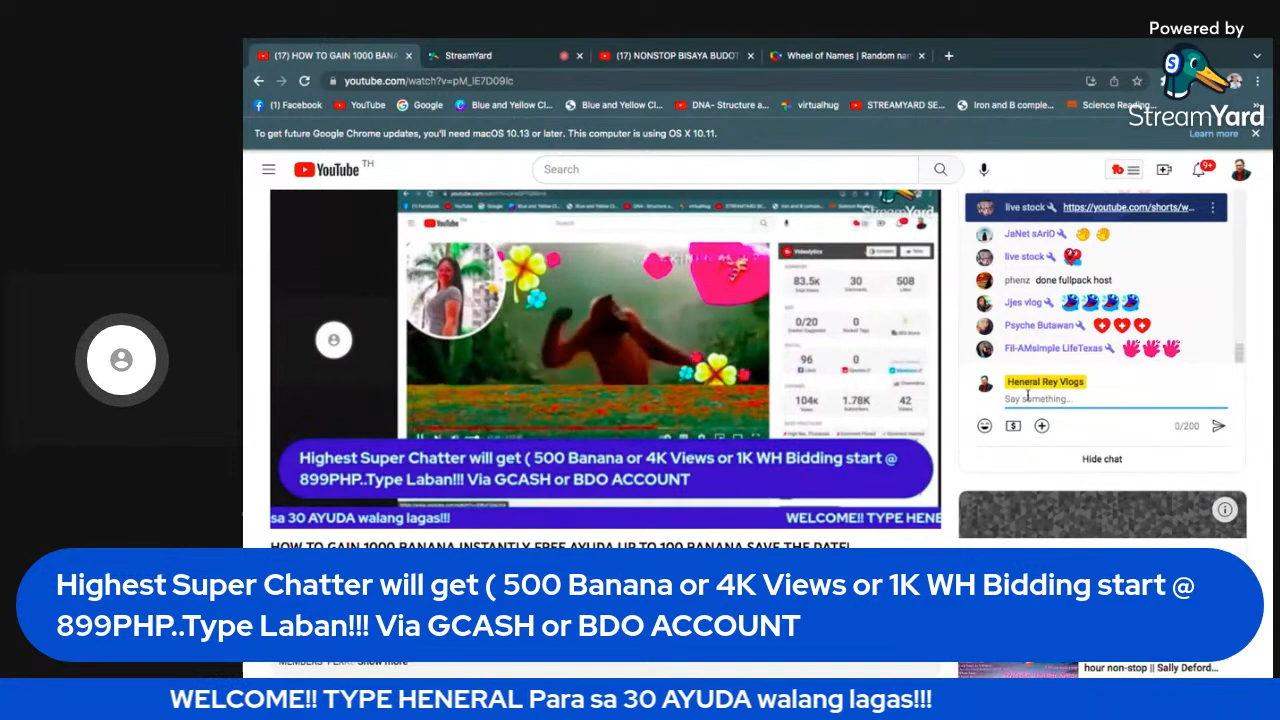 Powered by
StreamYard
(17) HOW TO GAIN 1000 BANA
StreamYard
(17) NONSTOP BISAYA BUDOT
Wheel of Names | Random nam
youtube.com/watch?v=pM_lE7D09lc
(1) Facebook
YouTube
Google
Blue and Yellow Cl...
Blue and Yellow Cl...
DNA- Structure a...
virtualhug
STREAMYARD SE...
Iron and B comple...
Science Reading...
To get future Google Chrome updates, you'll need macOS 10.13 or later. This computer is using OS X 10.11.
Learn more
YouTube TH
Search
9+
live stock https://youtube.com/shorts/w...
JaNet sArIO
live stock
phenz done fullpack host
Jjes vlog
Psyche Butawan
Fil-AMsimple LifeTexas
Heneral Rey Vlogs
Say something...
0/200
Hide chat
YouTube
Search
StreamYard
83.5K
30
508
0/20
0
96
0
104k
1.78K
42
Highest Super Chatter will get ( 500 Banana or 4K Views or 1K WH Bidding start @
899PHP..Type Laban!!! Via GCASH or BDO ACCOUNT
sa 30 AYUDA walang lagas!!!
WELCOME!! TYPE HENE
HOW TO GAIN 1000 BANANA INSTANTLY FREE AYUDA UP TO 100 BANANA SAVE THE DATE!
Highest Super Chatter will get ( 500 Banana or 4K Views or 1K WH Bidding start @
899PHP..Type Laban!!! Via GCASH or BDO ACCOUNT
Show more
hour non-stop || Sally Deford...
WELCOME!! TYPE HENERAL Para sa 30 AYUDA walang lagas!!!